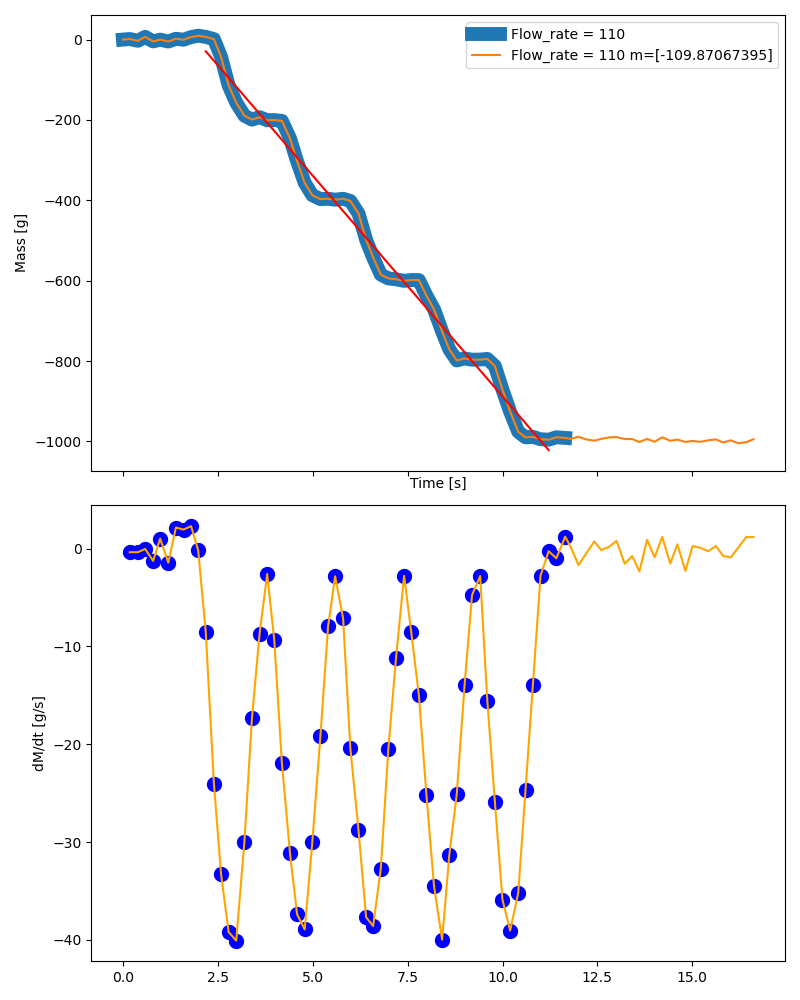 Flow_rate = 110
Flow_rate = 110 m=[-109.87067395]
0
−200
−400
−600
−800
−1000
Mass [g]
Time [s]
0
−10
−20
−30
−40
dM/dt [g/s]
0.0 2.5 5.0 7.5 10.0 12.5 15.0